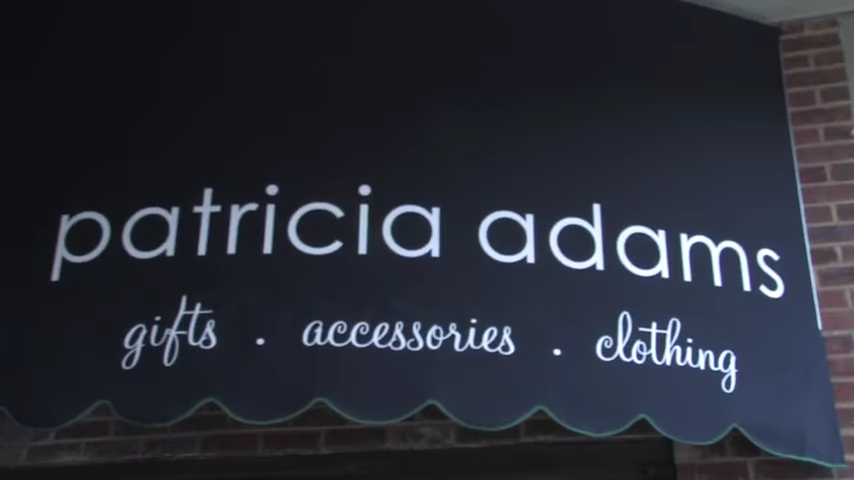 patricia adams
gifts . accessories . clothing